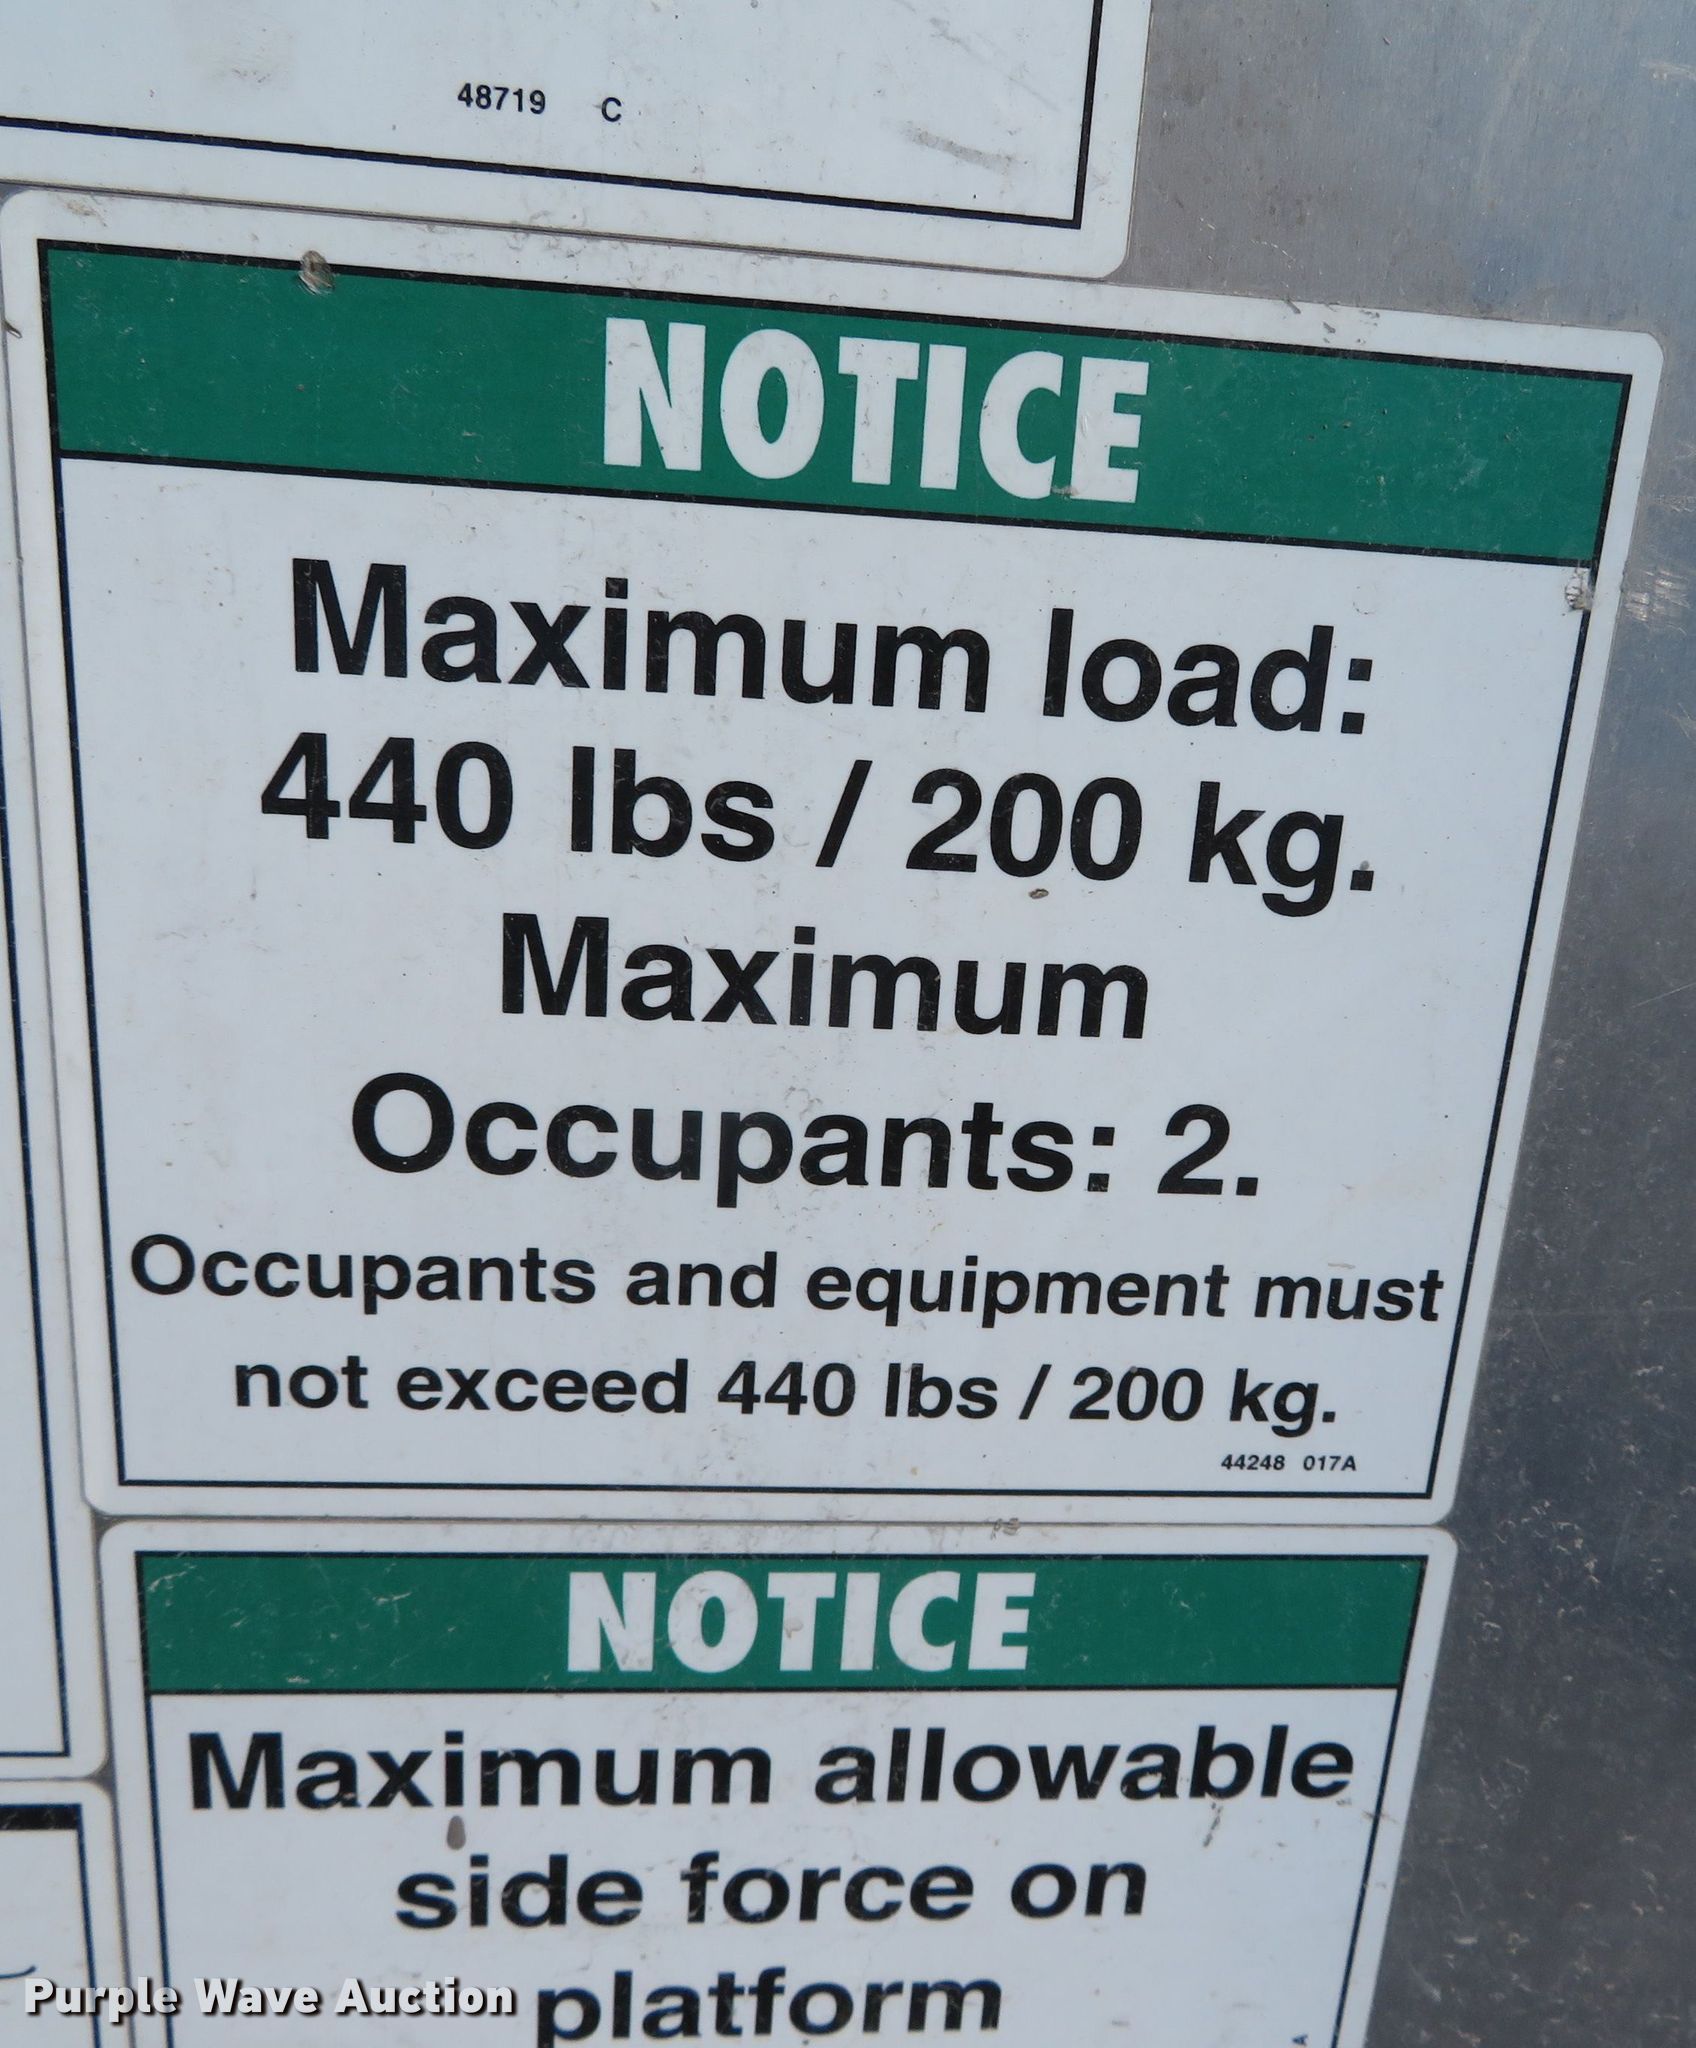 48719 C
NOTICE
Maximum load:
440 lbs / 200 kg.
Maximum
Occupants: 2.
Occupants and equipment must
not exceed 440 lbs / 200 kg.
44248 017A
NOTICE
Maximum allowable
side force on
platform
A
Purple Wave Auction